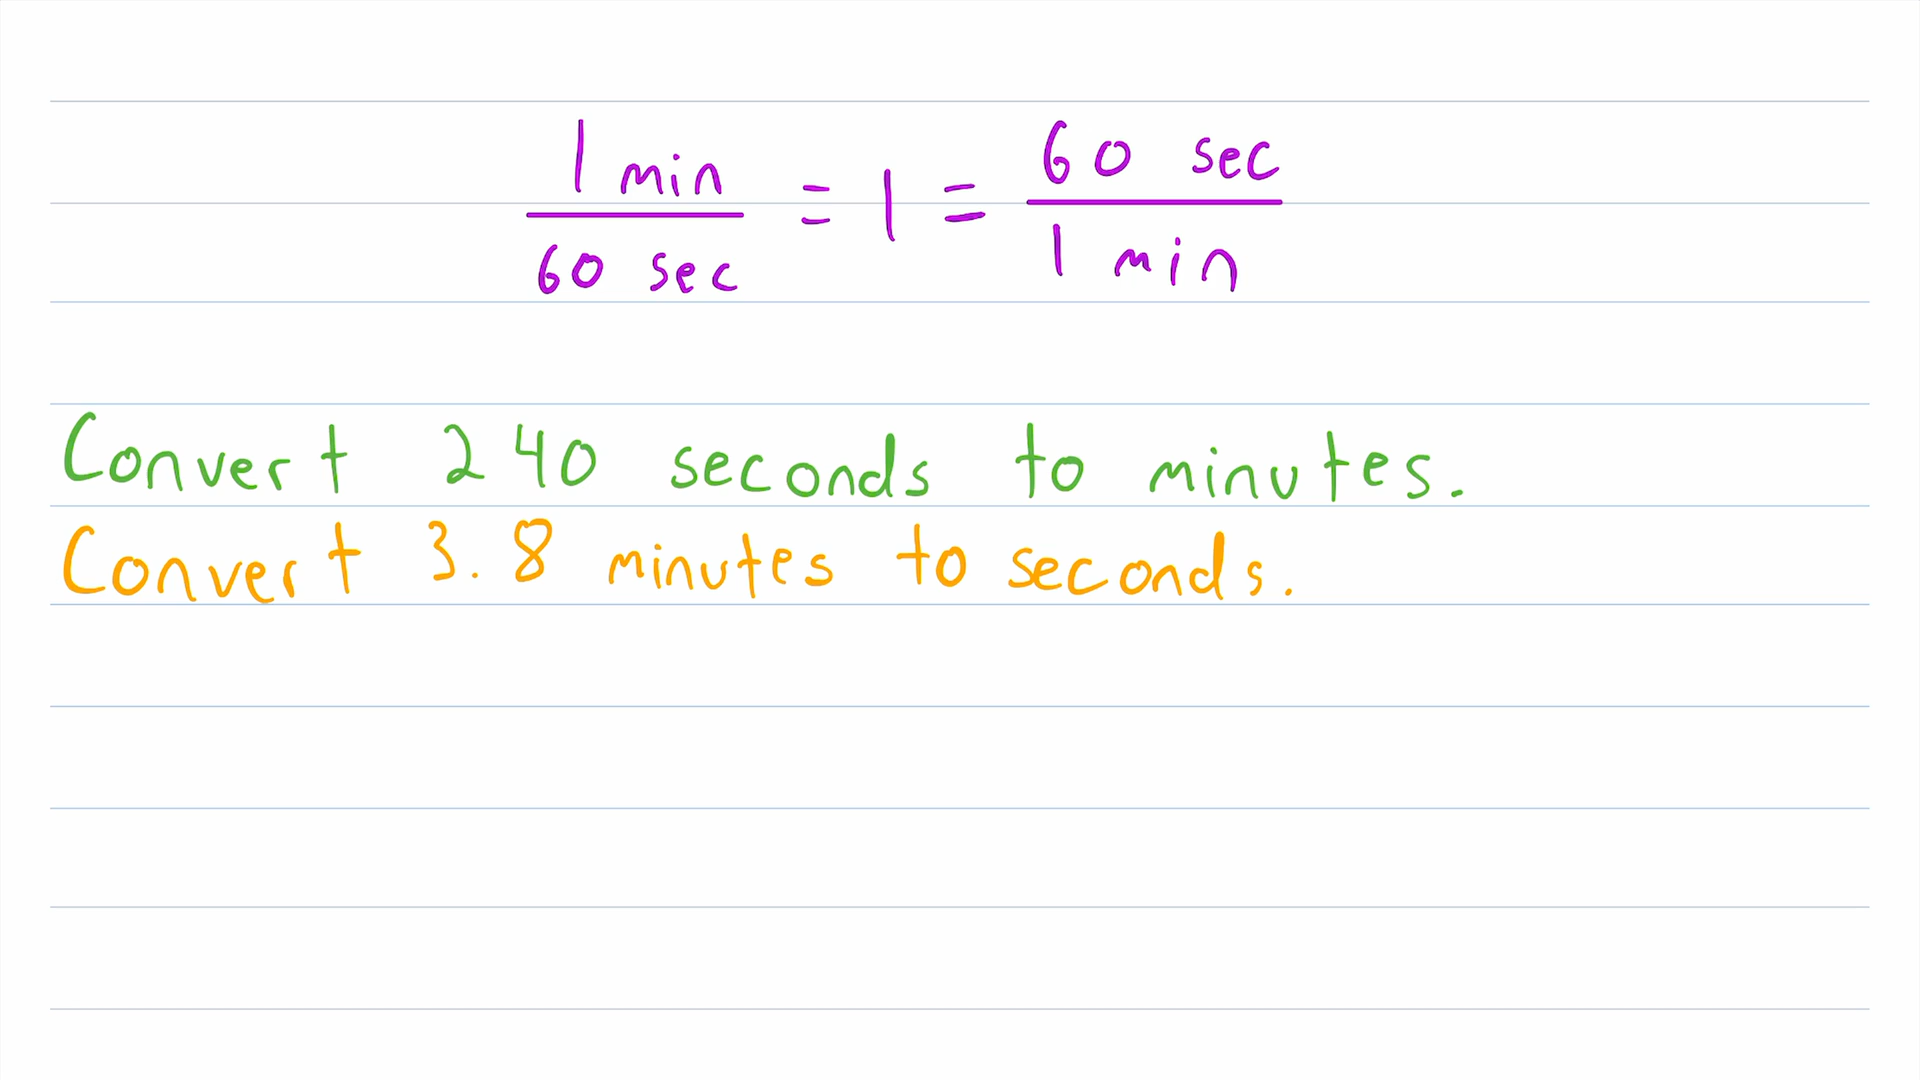 1 min / 60 sec = 1 = 60 sec / 1 min
Convert 240 seconds to minutes.
Convert 3.8 minutes to seconds.